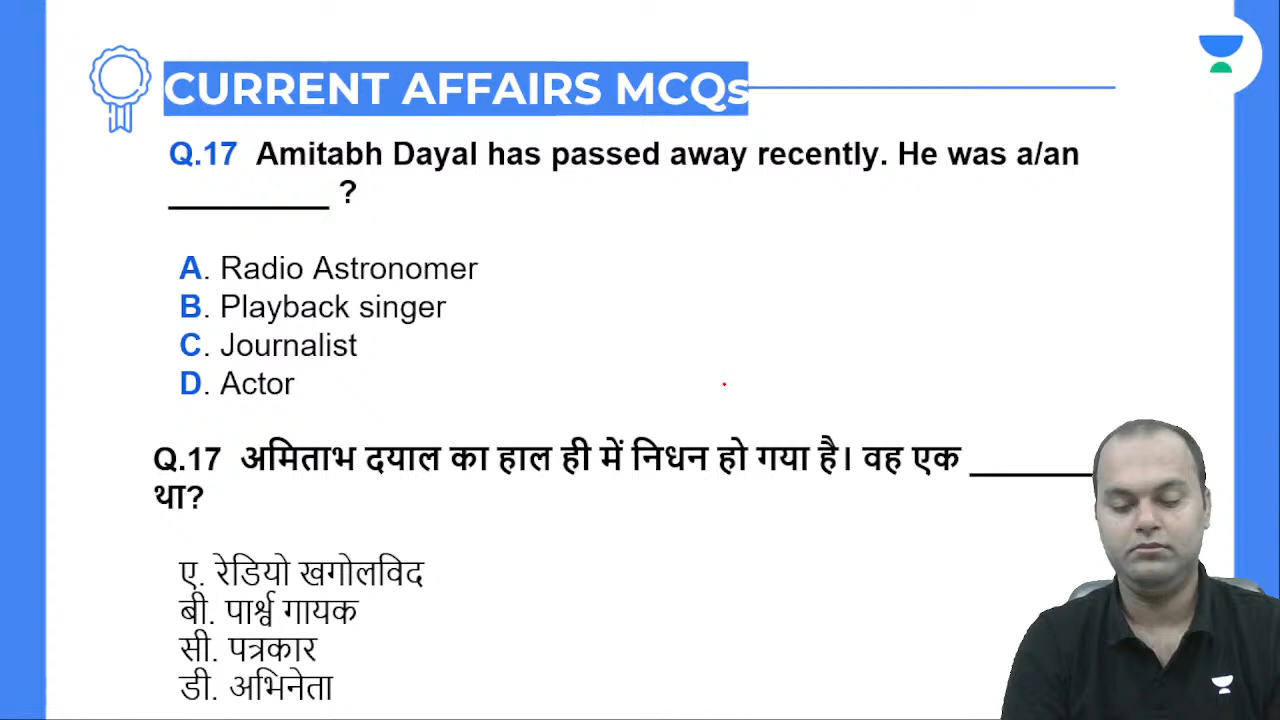 CURRENT AFFAIRS MCQs
Q.17 Amitabh Dayal has passed away recently. He was a/an
__________ ?
A. Radio Astronomer
B. Playback singer
C. Journalist
D. Actor
Q.17 अमिताभ दयाल का हाल ही में निधन हो गया है। वह एक ________
था?
ए. रेडियो खगोलविद
बी. पार्श्व गायक
सी. पत्रकार
डी. अभिनेता